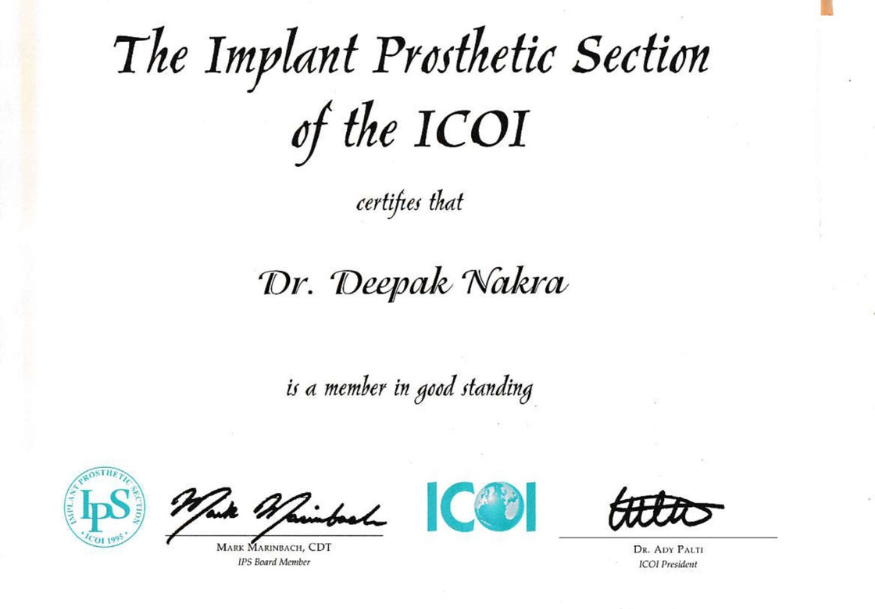 The Implant Prosthetic Section
of the ICOI
certifies that
Dr. Deepak Nakra
is a member in good standing
IMPLANT PROSTHETIC SECTION
IPS
ICOI 1995
Mark Marinbach
MARK MARINBACH, CDT
IPS Board Member
ICOI
DR. ADY PALTI
ICOI President